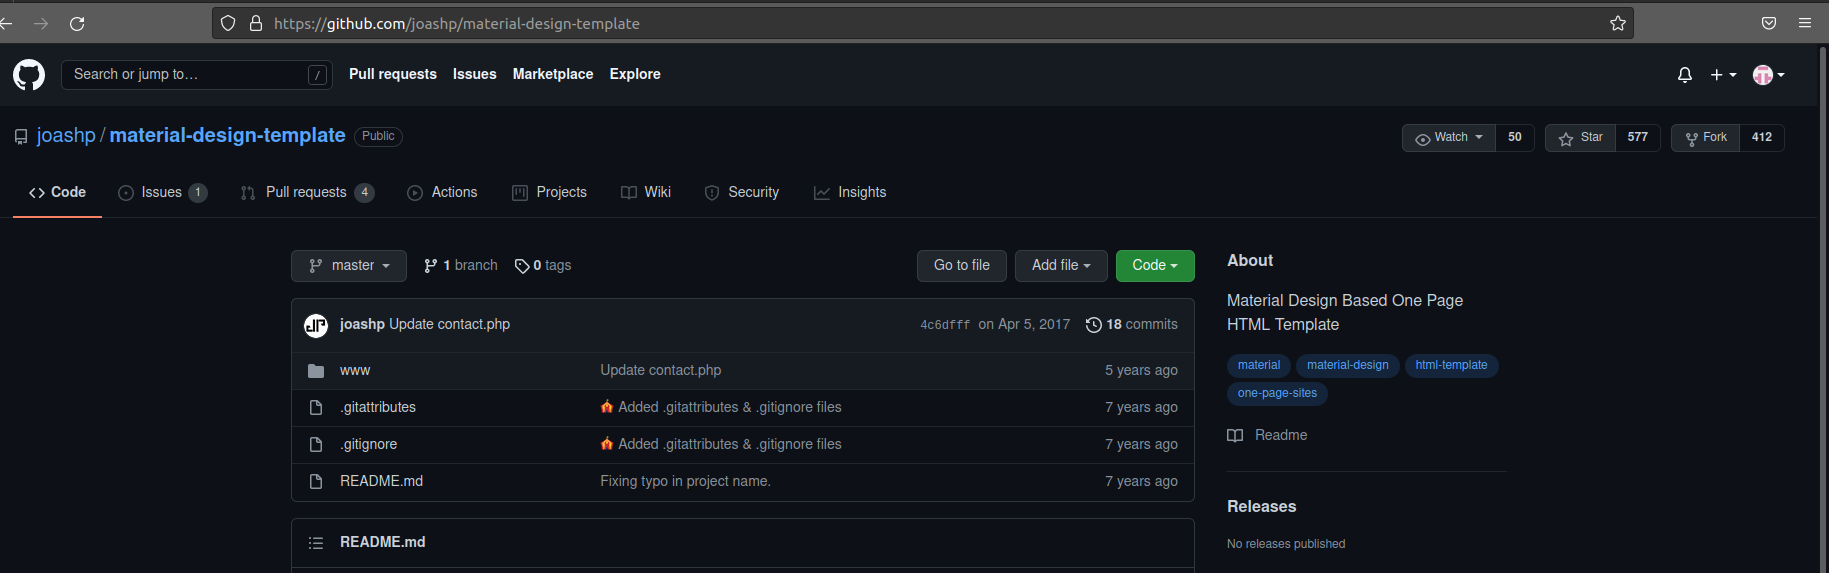 https://github.com/joashp/material-design-template
Search or jump to… / Pull requests Issues Marketplace Explore
joashp / material-design-template Public Watch 50 Star 577 Fork 412
Code Issues 1 Pull requests 4 Actions Projects Wiki Security Insights
master 1 branch 0 tags Go to file Add file Code
joashp Update contact.php 4c6dfff on Apr 5, 2017 18 commits
www Update contact.php 5 years ago
.gitattributes Added .gitattributes & .gitignore files 7 years ago
.gitignore Added .gitattributes & .gitignore files 7 years ago
README.md Fixing typo in project name. 7 years ago
README.md
About
Material Design Based One Page
HTML Template
material material-design html-template
one-page-sites
Readme
Releases
No releases published